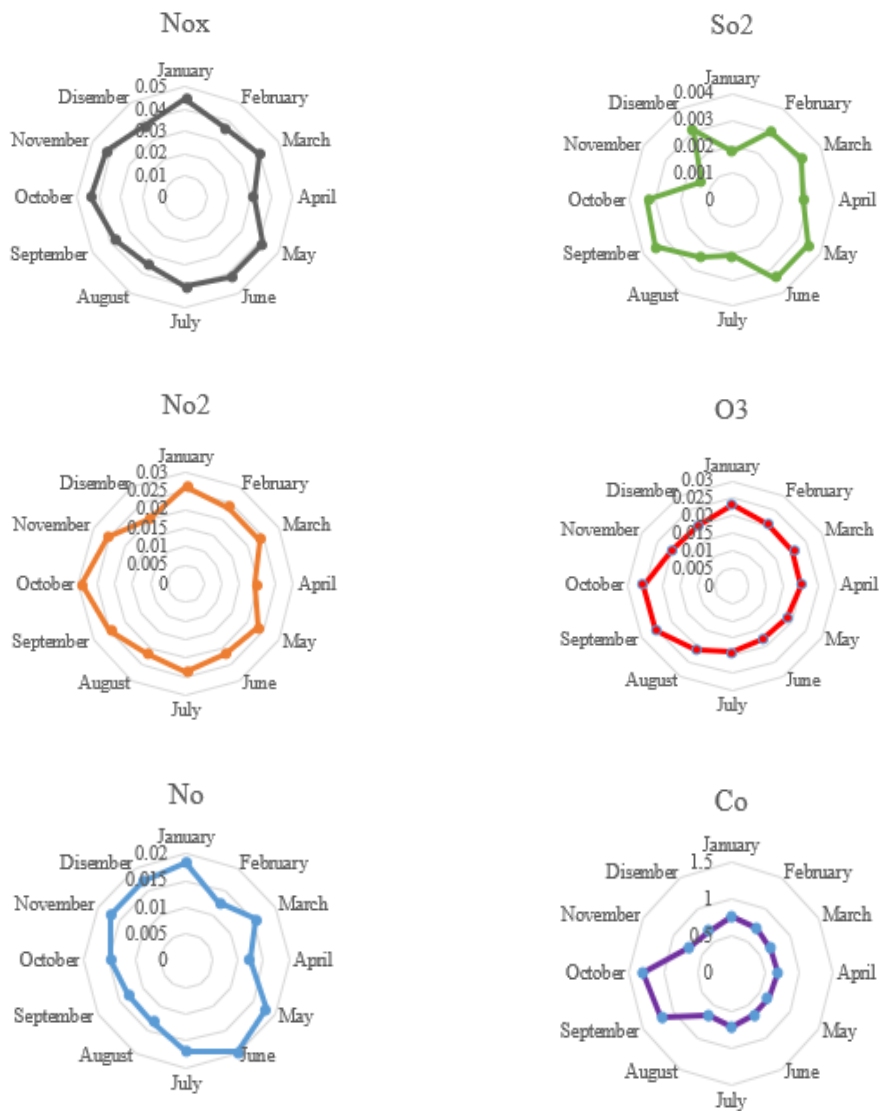 Nox
January
February
March
April
May
June
July
August
September
October
November
Disember
0.05
0.04
0.03
0.02
0.01
0
So2
January
February
March
April
May
June
July
August
September
October
November
Disember
0.004
0.003
0.002
0.001
0
No2
January
February
March
April
May
June
July
August
September
October
November
Disember
0.03
0.025
0.02
0.015
0.01
0.005
0
O3
January
February
March
April
May
June
July
August
September
October
November
Disember
0.03
0.025
0.02
0.015
0.01
0.005
0
No
January
February
March
April
May
June
July
August
September
October
November
Disember
0.02
0.015
0.01
0.005
0
Co
January
February
March
April
May
June
July
August
September
October
November
Disember
1.5
1
0.5
0